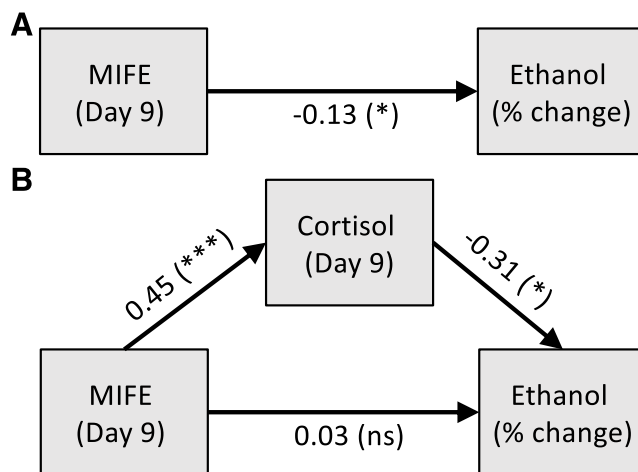 A
MIFE
(Day 9)
-0.13 (*)
Ethanol
(% change)
B
Cortisol
(Day 9)
0.45 (***)
-0.31 (*)
MIFE
(Day 9)
0.03 (ns)
Ethanol
(% change)